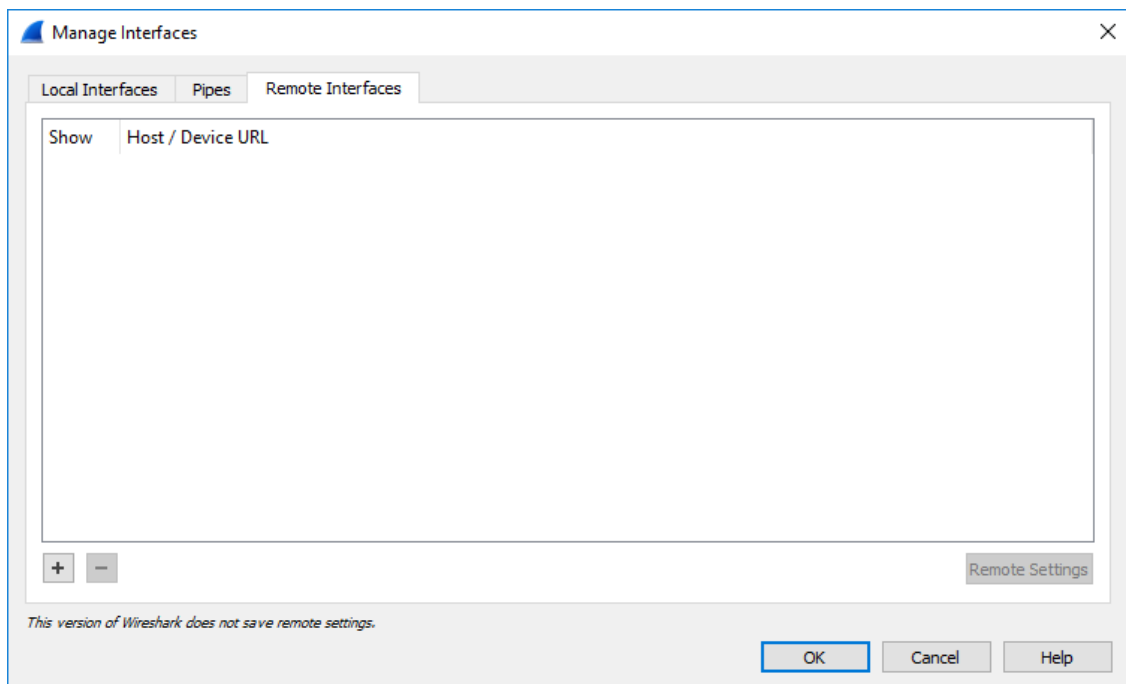 Manage Interfaces
Local Interfaces Pipes Remote Interfaces
Show Host / Device URL
+ − Remote Settings
This version of Wireshark does not save remote settings.
OK Cancel Help